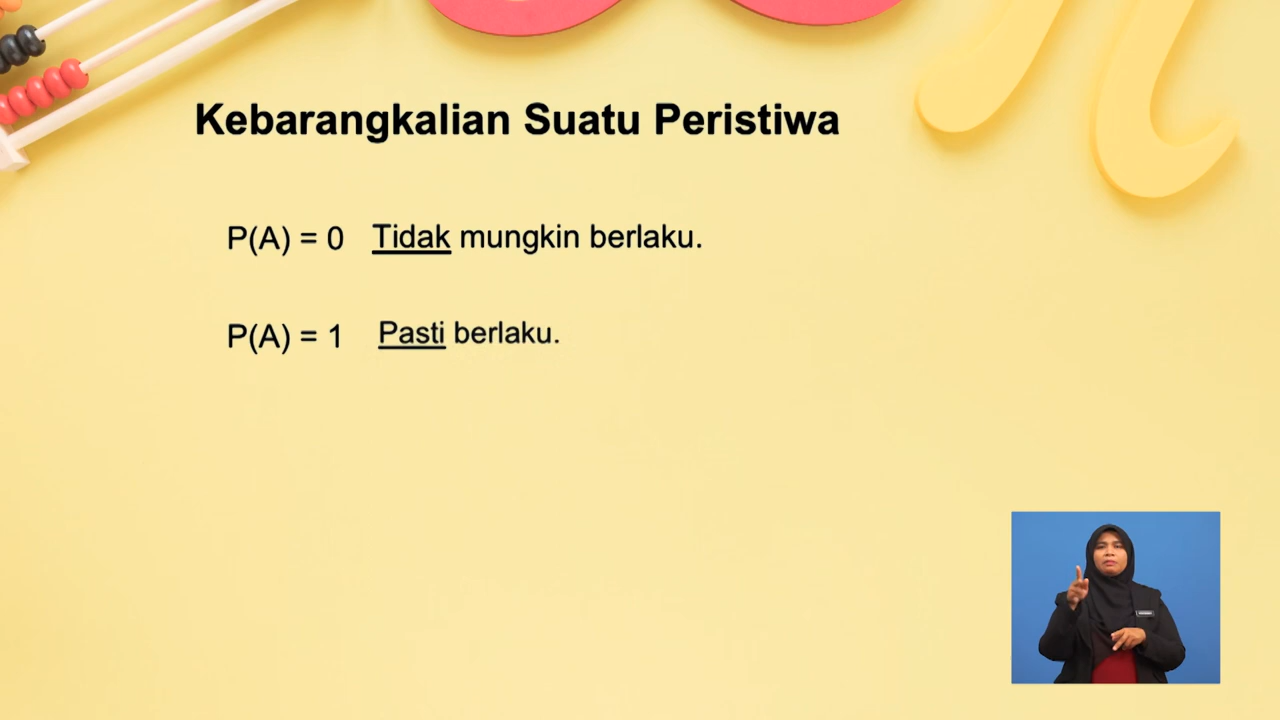 Kebarangkalian Suatu Peristiwa
P(A) = 0 Tidak mungkin berlaku.
P(A) = 1 Pasti berlaku.